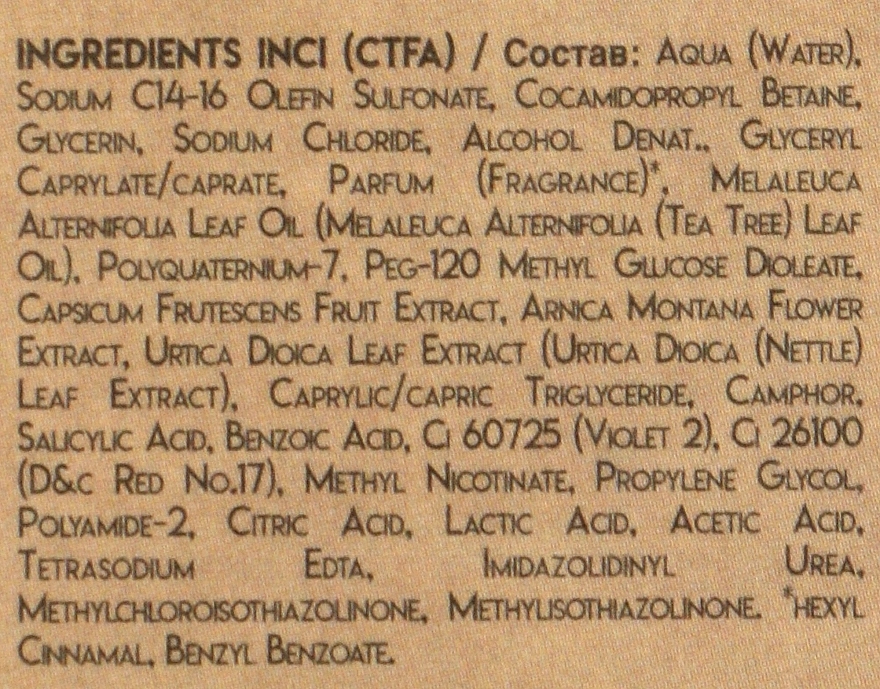 INGREDIENTS INCI (CTFA) / Состав: AQUA (WATER),
SODIUM C14-16 OLEFIN SULFONATE, COCAMIDOPROPYL BETAINE,
GLYCERIN, SODIUM CHLORIDE, ALCOHOL DENAT., GLYCERYL
CAPRYLATE/CAPRATE, PARFUM (FRAGRANCE)*, MELALEUCA
ALTERNIFOLIA LEAF OIL (MELALEUCA ALTERNIFOLIA (TEA TREE) LEAF
OIL), POLYQUATERNIUM-7, PEG-120 METHYL GLUCOSE DIOLEATE,
CAPSICUM FRUTESCENS FRUIT EXTRACT, ARNICA MONTANA FLOWER
EXTRACT, URTICA DIOICA LEAF EXTRACT (URTICA DIOICA (NETTLE)
LEAF EXTRACT), CAPRYLIC/CAPRIC TRIGLYCERIDE, CAMPHOR,
SALICYLIC ACID, BENZOIC ACID, CI 60725 (VIOLET 2), CI 26100
(D&C RED NO.17), METHYL NICOTINATE, PROPYLENE GLYCOL,
POLYAMIDE-2, CITRIC ACID, LACTIC ACID, ACETIC ACID,
TETRASODIUM EDTA, IMIDAZOLIDINYL UREA,
METHYLCHLOROISOTHIAZOLINONE, METHYLISOTHIAZOLINONE. *HEXYL
CINNAMAL, BENZYL BENZOATE.